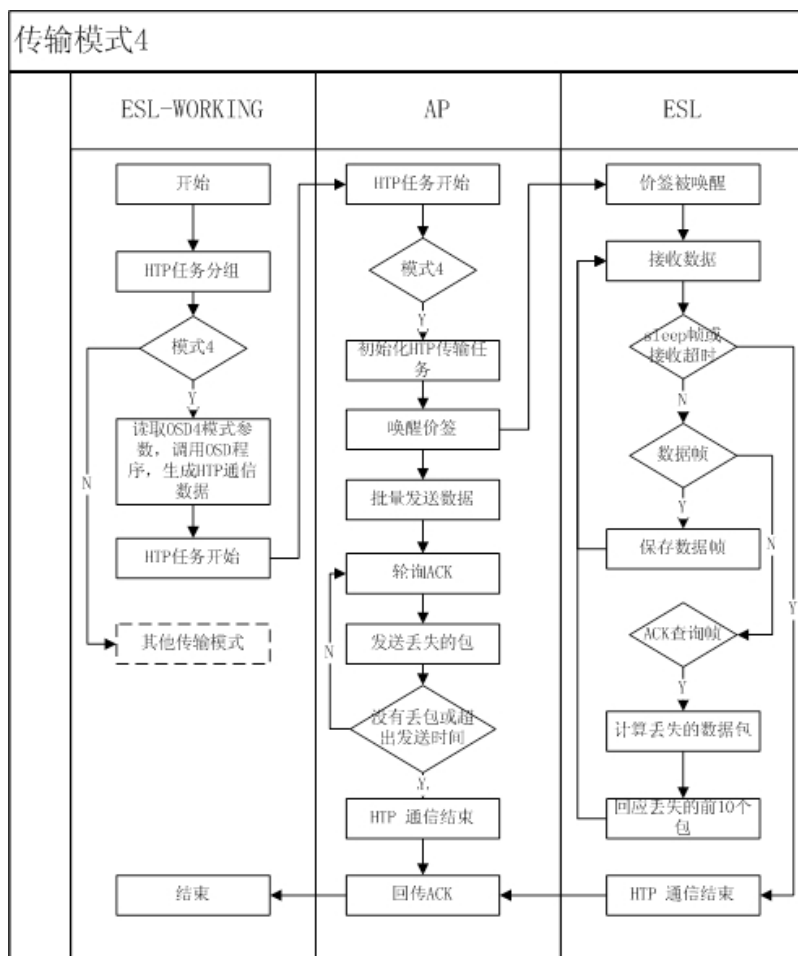 传输模式4
ESL-WORKING
AP
ESL
开始
HTP任务分组
模式4
Y
读取OSD4模式参
数，调用OSD程
序，生成HTP通信
数据
N
HTP任务开始
其他传输模式
结束
HTP任务开始
模式4
Y
初始化HTP传输任
务
唤醒价签
批量发送数据
轮询ACK
发送丢失的包
N
没有丢包或超
出发送时间
Y
HTP 通信结束
回传ACK
价签被唤醒
接收数据
sleep帧或
接收超时
N
数据帧
Y
N
保存数据帧
Y
ACK查询帧
Y
计算丢失的数据包
回应丢失的前10个
包
HTP 通信结束